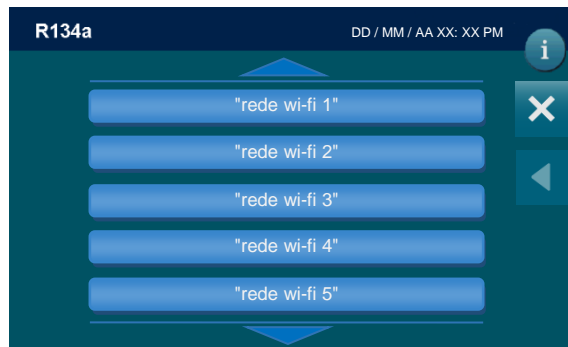 R134a DD / MM / AA XX: XX PM
i
"rede wi-fi 1"
"rede wi-fi 2"
"rede wi-fi 3"
"rede wi-fi 4"
"rede wi-fi 5"